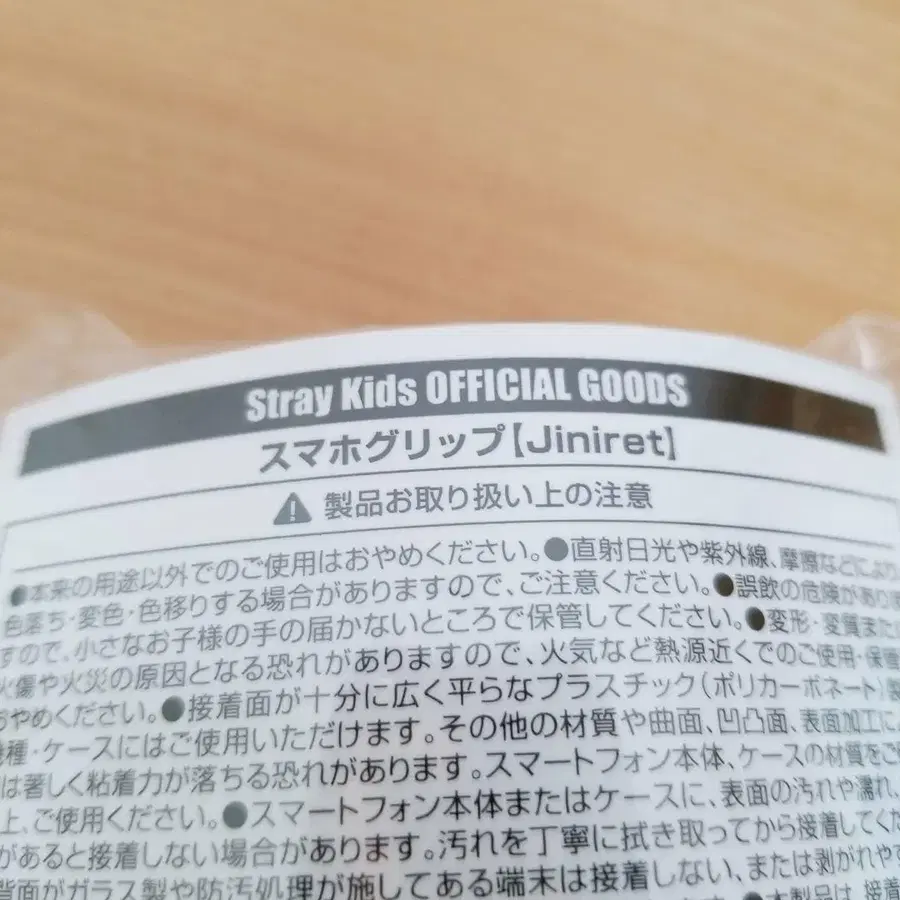 Stray Kids OFFICIAL GOODS
スマホグリップ【Jiniret】
製品お取り扱い上の注意
●本来の用途以外でのご使用はおやめください。●直射日光や紫外線、摩擦などにより
色落ち・変色・色移りする場合がありますので、ご注意ください。●誤飲の危険があり
すので、小さなお子様の手の届かないところで保管してください。●変形・変質また
火傷や火災の原因となる恐れがありますので、火気など熱源近くでのご使用・保管
おやめください。●接着面が十分に広く平らなプラスチック(ポリカーボネート)
機種・ケースにはご使用いただけます。その他の材質や曲面、凹凸面、表面加工に
は著しく粘着力が落ちる恐れがあります。スマートフォン本体、ケースの材質をご
上、ご使用ください。●スマートフォン本体またはケースに、表面の汚れや濡れ、
があると接着しない場合があります。汚れを丁寧に拭き取ってから接着してくだ
背面がガラス製や防汚処理が施してある端末は接着しない、または剥がれやす
●本製品は、接着